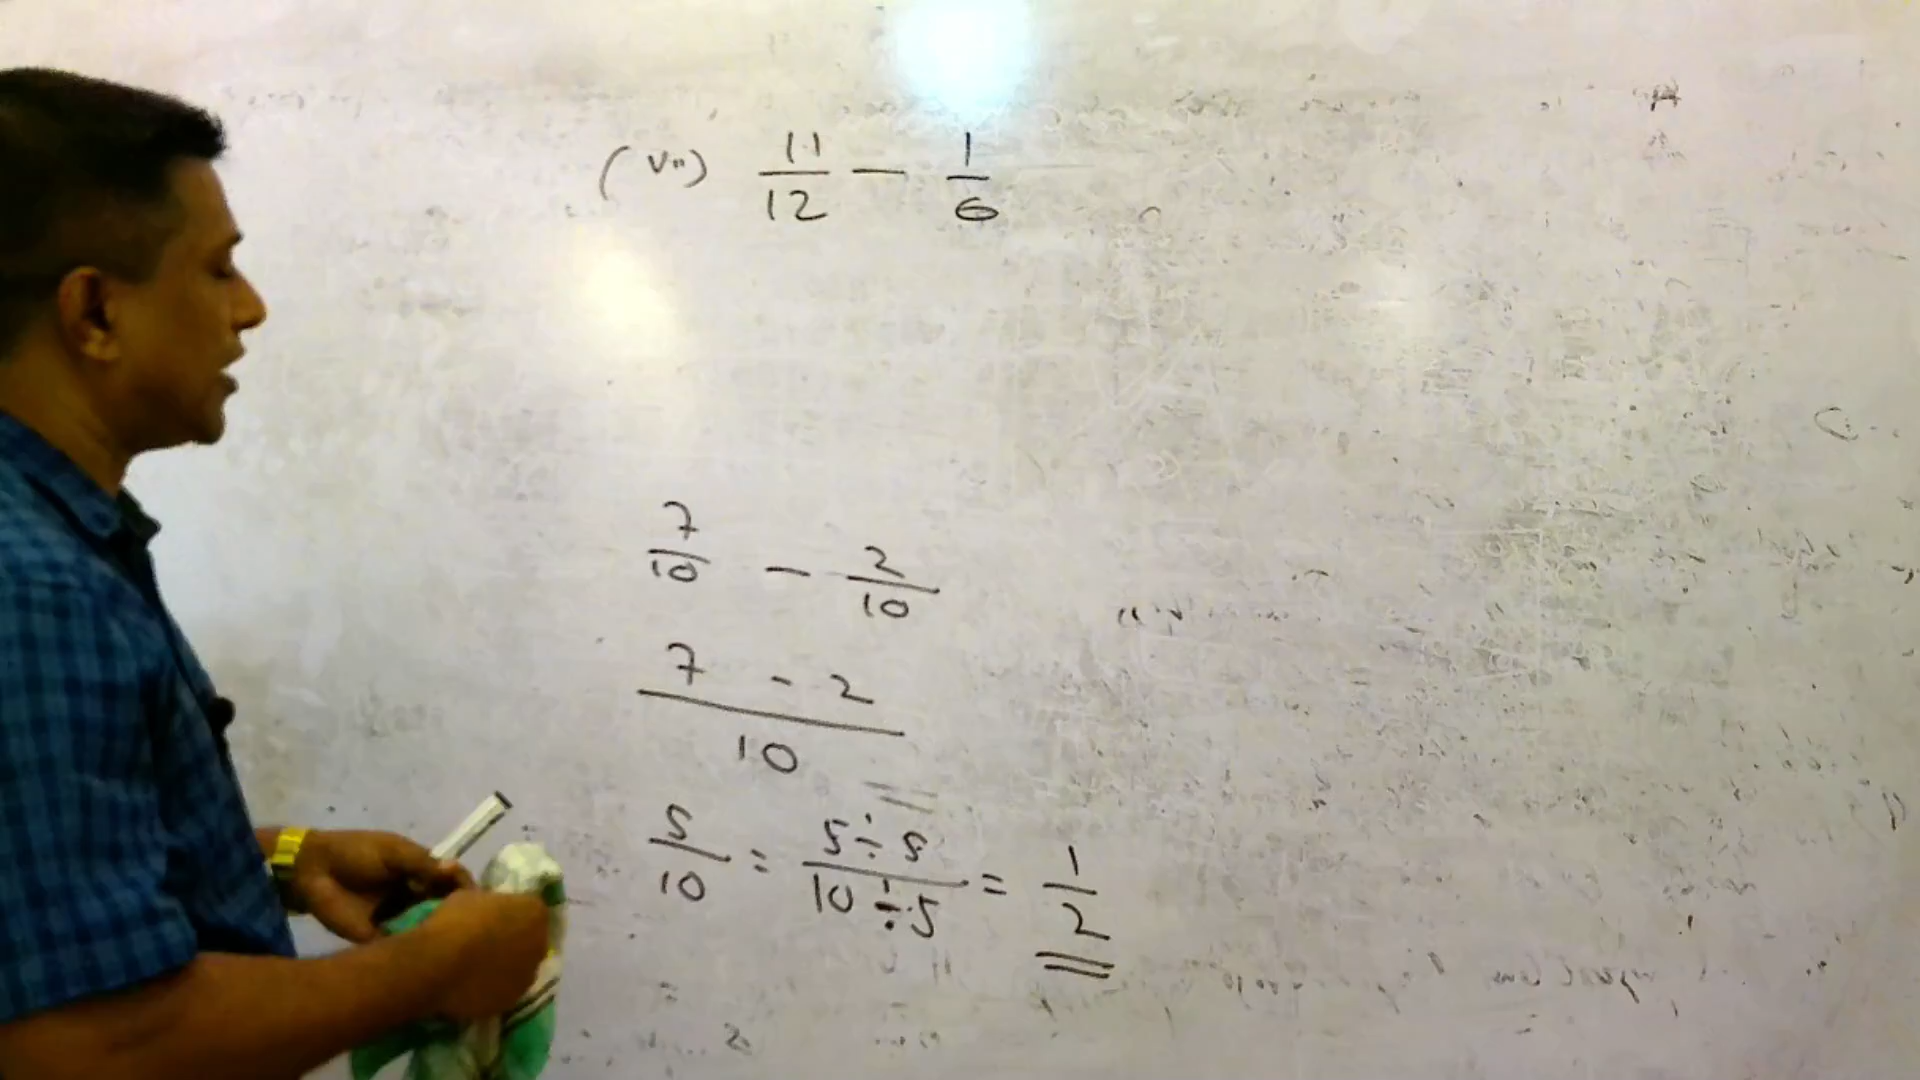 (vii) 11/12 - 1/6
7/10 - 2/10
7 - 2/10
5/10 = 5÷5/10÷5 = 1/2